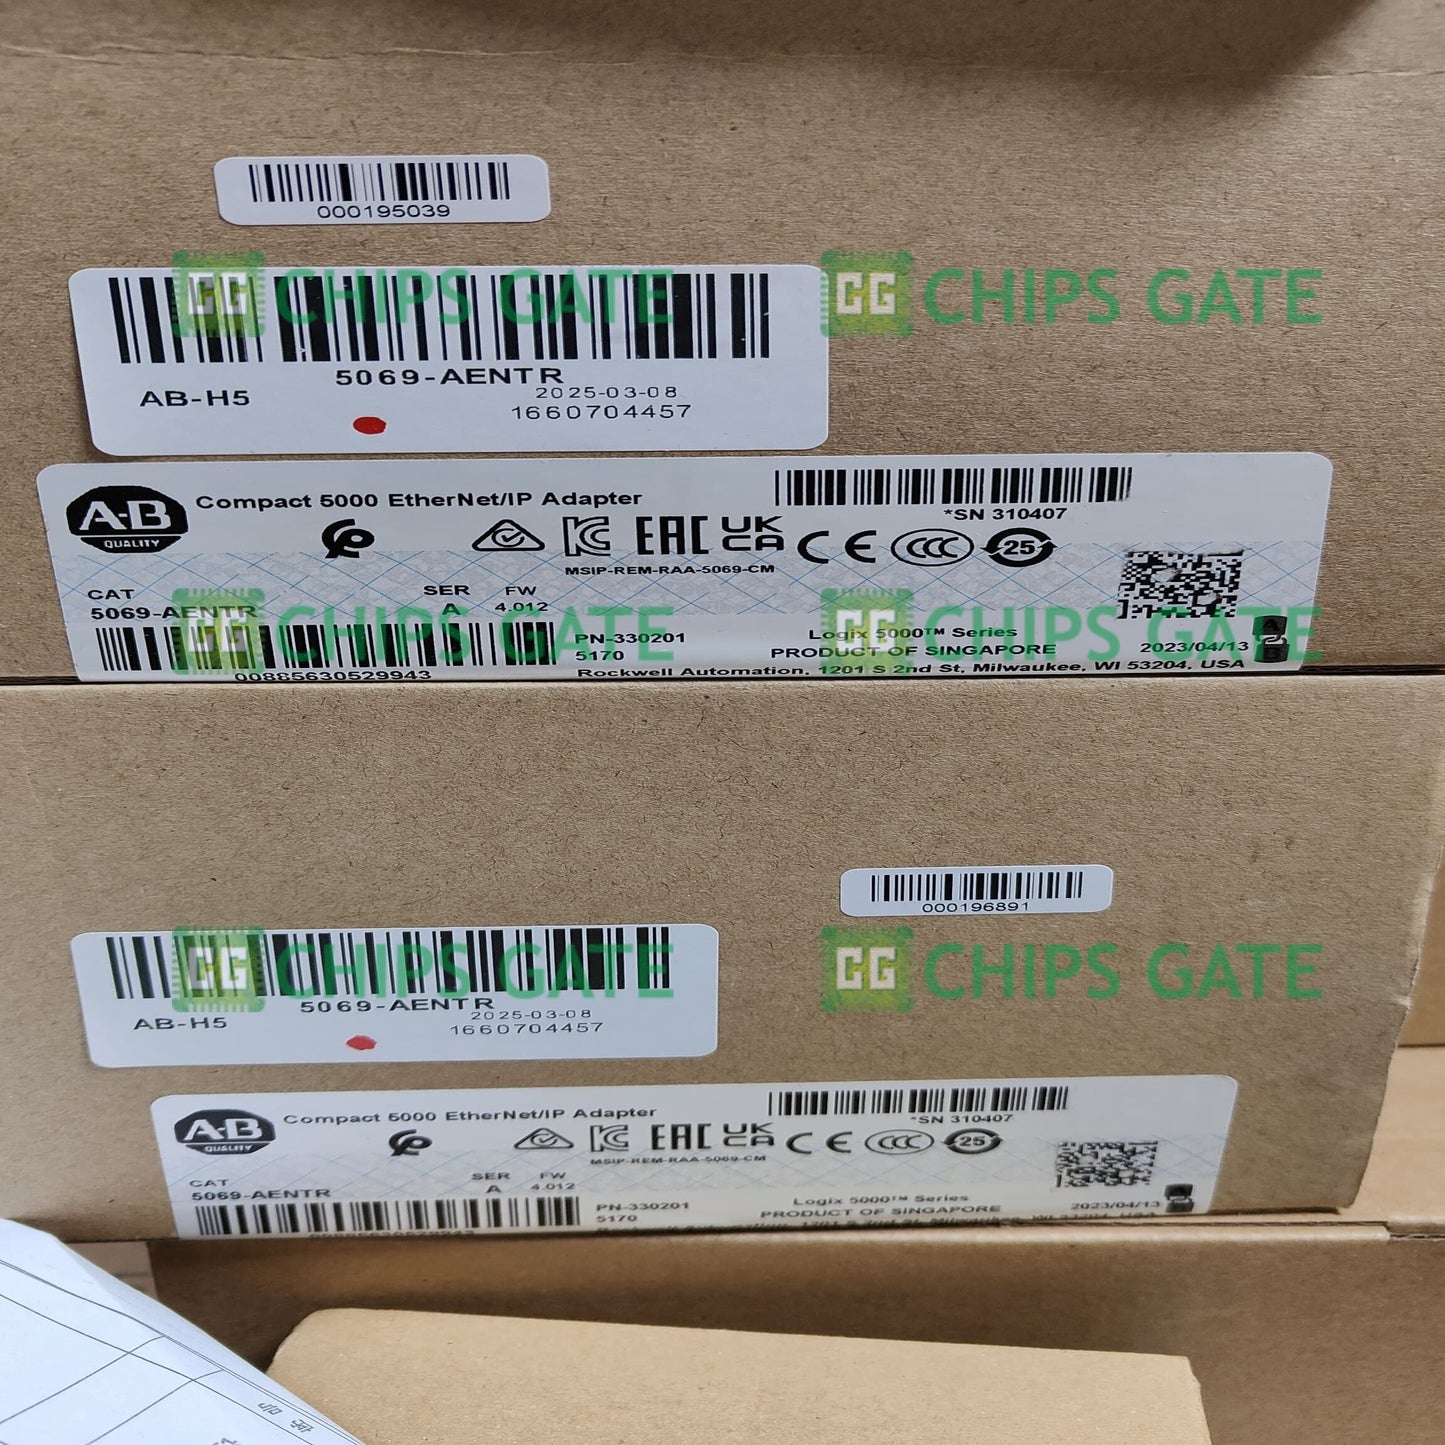 000195039
CG CHIPS GATE
CG CHIPS GATE
5069-AENTR
AB-H5
2025-03-08
1660704457
A-B
QUALITY
Compact 5000 EtherNet/IP Adapter
*SN 310407
KC
EAC
UK
CA
CE
CCC
25
MSIP-REM-RAA-5069-CM
CAT
5069-AENTR
SER
A
FW
4.012
CG CHIPS GATE
CG CHIPS GATE
00885630529943
PN-330201
5170
Logix 5000™ Series
PRODUCT OF SINGAPORE
2023/04/13
A
B
Rockwell Automation, 1201 S 2nd St, Milwaukee, WI 53204, USA
000196891
CG CHIPS GATE
CG CHIPS GATE
5069-AENTR
AB-H5
2025-03-08
1660704457
A-B
QUALITY
Compact 5000 EtherNet/IP Adapter
*SN 310407
KC
EAC
UK
CA
CE
CCC
25
MSIP-REM-RAA-5069-CM
CAT
5069-AENTR
SER
A
FW
4.012
PN-330201
5170
Logix 5000™ Series
PRODUCT OF SINGAPORE
2023/04/13